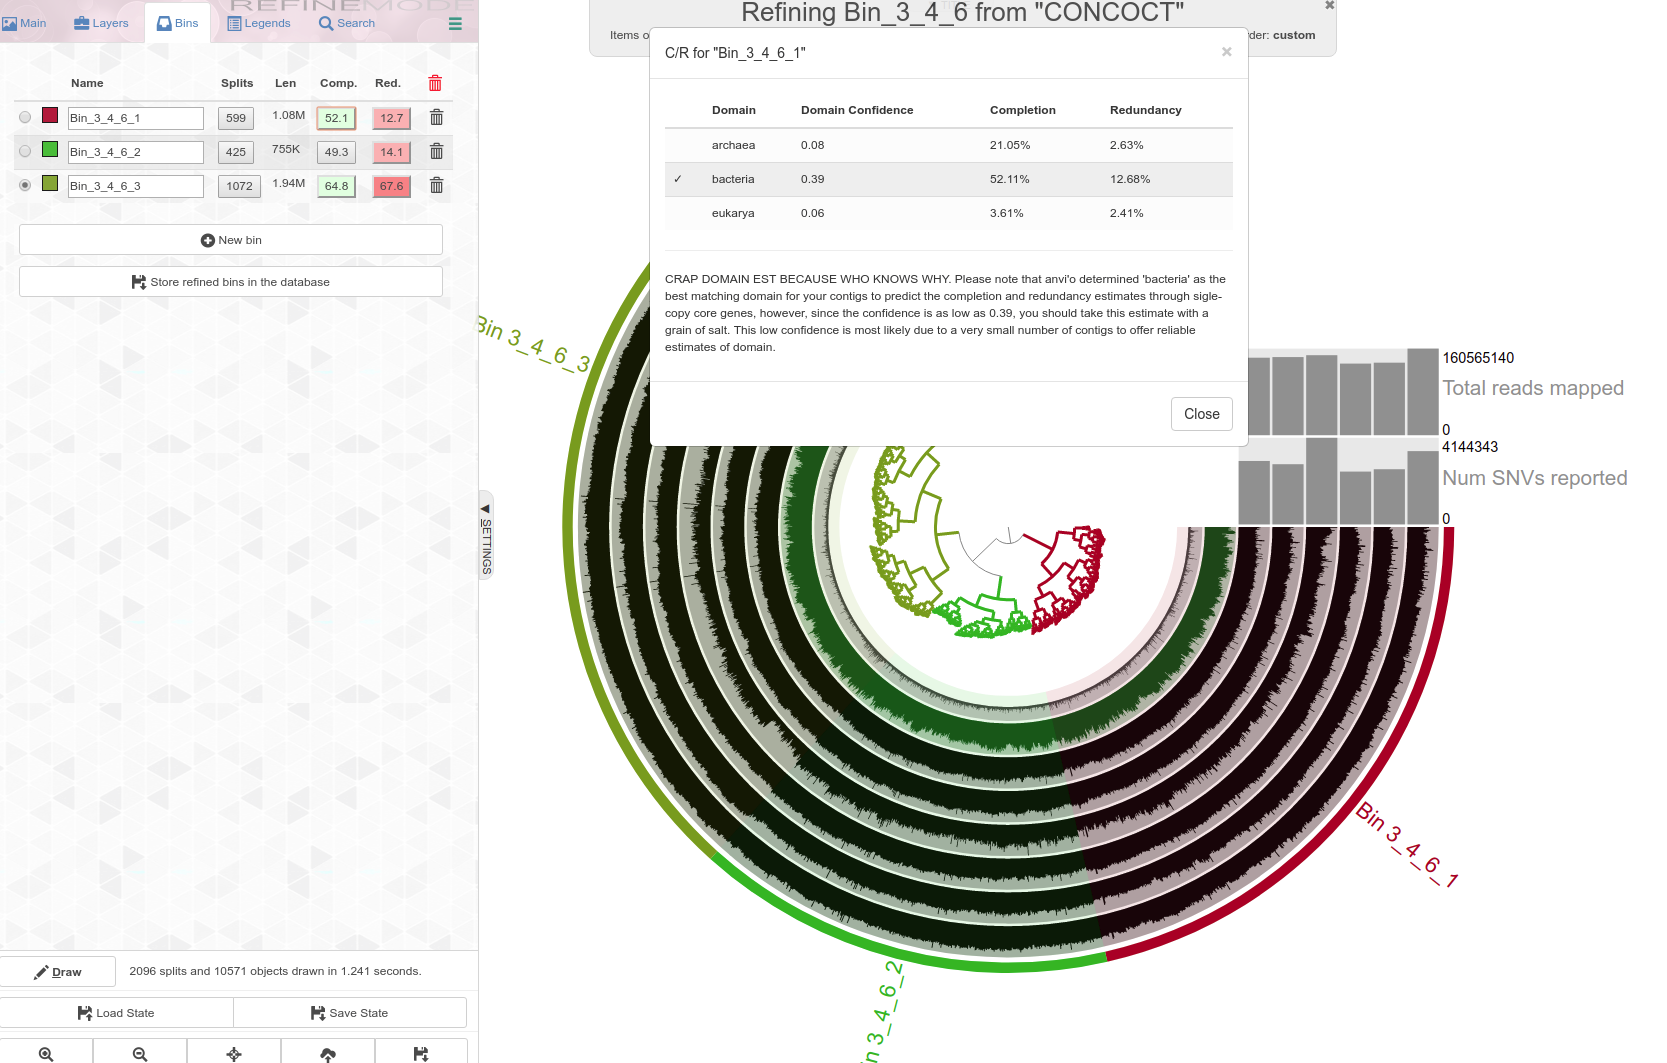 REFINE MODE
Main Layers Bins Legends Search
Name Splits Len Comp. Red.
Bin_3_4_6_1 599 1.08M 52.1 12.7
Bin_3_4_6_2 425 755K 49.3 14.1
Bin_3_4_6_3 1072 1.94M 64.8 67.6
New bin
Store refined bins in the database
SETTINGS
Draw 2096 splits and 10571 objects drawn in 1.241 seconds.
Load State Save State
Refining Bin_3_4_6 from "CONCOCT"
Items o
der: custom
C/R for "Bin_3_4_6_1"
Domain Domain Confidence Completion Redundancy
archaea 0.08 21.05% 2.63%
✓ bacteria 0.39 52.11% 12.68%
eukarya 0.06 3.61% 2.41%
CRAP DOMAIN EST BECAUSE WHO KNOWS WHY. Please note that anvi'o determined 'bacteria' as the
best matching domain for your contigs to predict the completion and redundancy estimates through sigle-
copy core genes, however, since the confidence is as low as 0.39, you should take this estimate with a
grain of salt. This low confidence is most likely due to a very small number of contigs to offer reliable
estimates of domain.
Close
160565140
Total reads mapped
0
4144343
Num SNVs reported
0
Bin 3_4_6_3
Bin 3_4_6_1
in 3_4_6_2